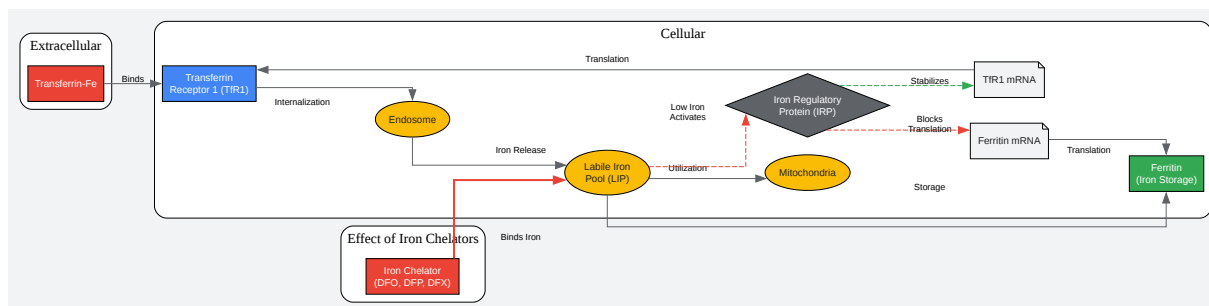 Cellular
Extracellular
Translation
Transferrin-Fe
Binds
Transferrin
Receptor 1 (TfR1)
Internalization
Endosome
Iron Release
Labile Iron
Pool (LIP)
Low Iron
Activates
Iron Regulatory
Protein (IRP)
Stabilizes
TfR1 mRNA
Blocks
Translation
Ferritin mRNA
Translation
Utilization
Mitochondria
Storage
Ferritin
(Iron Storage)
Effect of Iron Chelators
Binds Iron
Iron Chelator
(DFO, DFP, DFX)